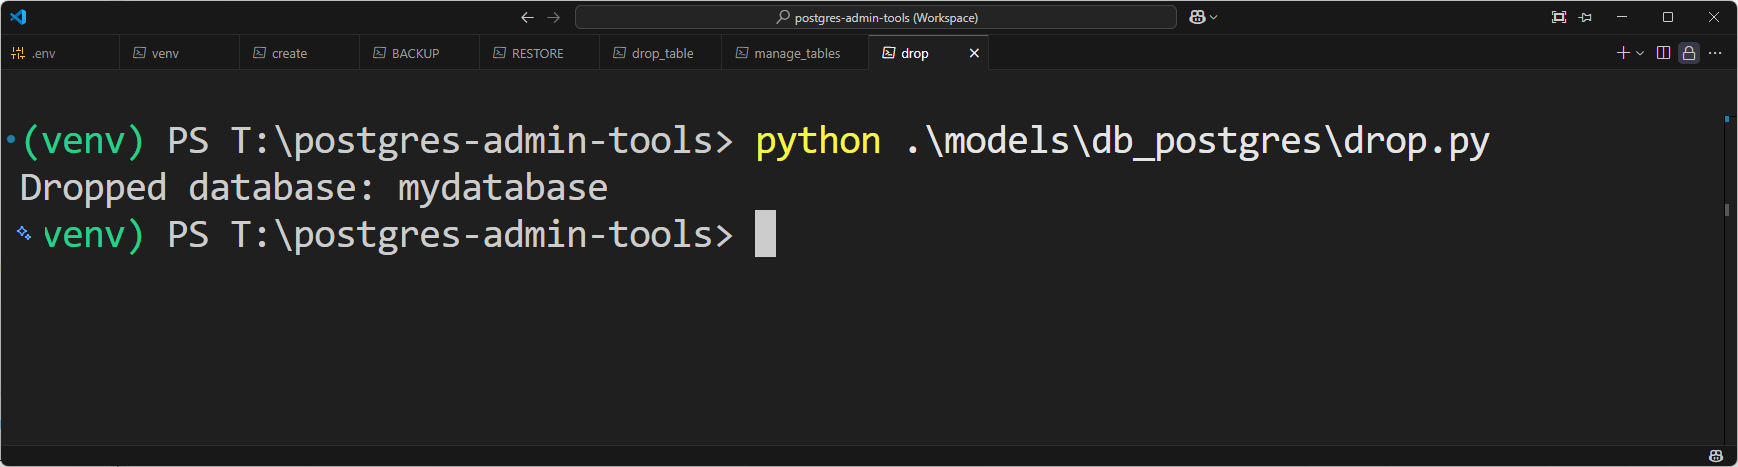 postgres-admin-tools (Workspace)
.env venv create BACKUP RESTORE drop_table manage_tables drop
(venv) PS T:\postgres-admin-tools> python .\models\db_postgres\drop.py
Dropped database: mydatabase
venv) PS T:\postgres-admin-tools>